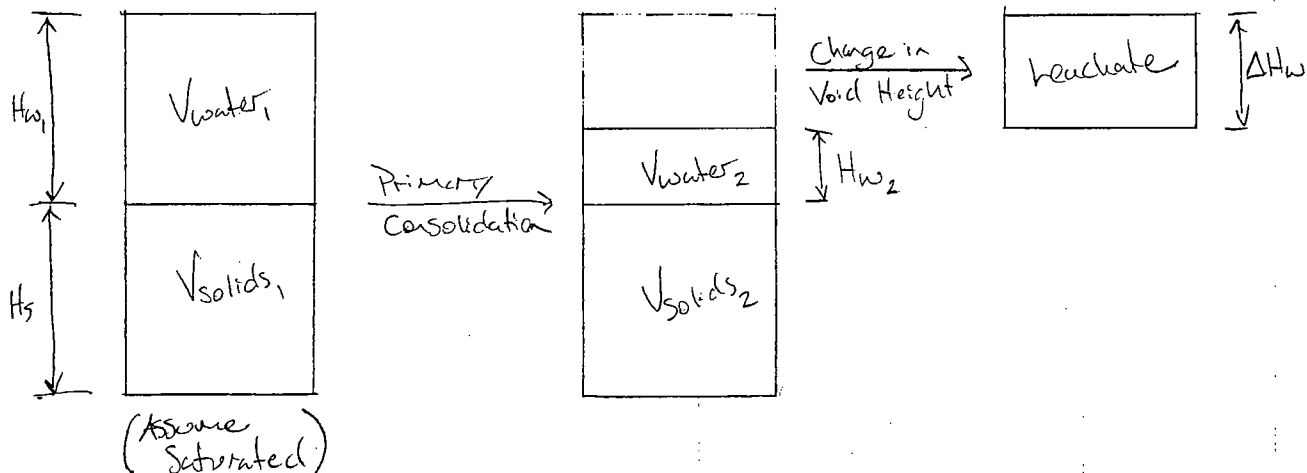 Hw₁
Vwater₁
Hs
Vsolids₁
(Assume
Saturated)
Primary
Consolidation
Vwater₂
Hw₂
Vsolids₂
Change in
Void Height
Leachate
ΔHw